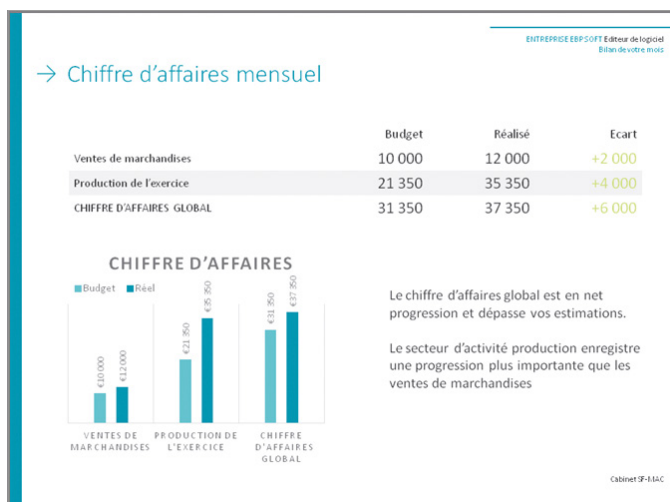 ENTREPRISE EBP SOFT Editeur de logiciel
Bilan de votre mois
→ Chiffre d'affaires mensuel
Budget Réalisé Ecart
Ventes de marchandises 10 000 12 000 +2 000
Production de l'exercice 21 350 35 350 +4 000
CHIFFRE D'AFFAIRES GLOBAL 31 350 37 350 +6 000
CHIFFRE D'AFFAIRES
Budget Réel
€10 000
€12 000
€21 350
€35 350
€31 350
€37 350
VENTES DE MARCHANDISES
PRODUCTION DE L'EXERCICE
CHIFFRE D'AFFAIRES GLOBAL
Le chiffre d'affaires global est en net
progression et dépasse vos estimations.
Le secteur d'activité production enregistre
une progression plus importante que les
ventes de marchandises
Cabinet SF-MAC